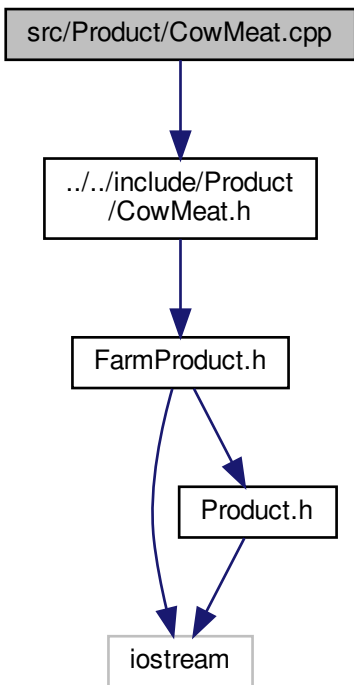 src/Product/CowMeat.cpp
../../include/Product
/CowMeat.h
FarmProduct.h
Product.h
iostream